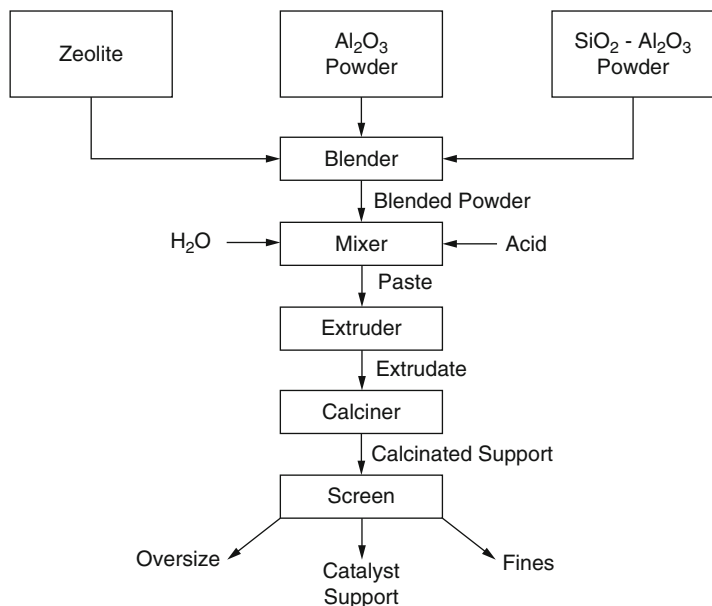 Zeolite
Al₂O₃
Powder
SiO₂ - Al₂O₃
Powder
Blender
Blended Powder
H₂O
Mixer
Acid
Paste
Extruder
Extrudate
Calciner
Calcinated Support
Screen
Oversize
Catalyst
Support
Fines